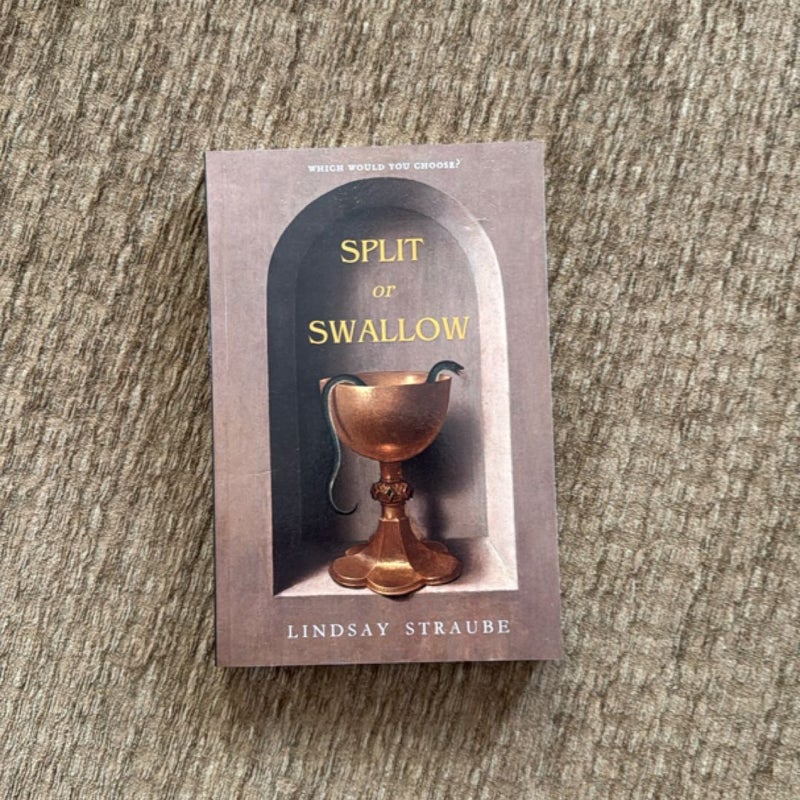 WHICH WOULD YOU CHOOSE?
SPLIT
or
SWALLOW
LINDSAY STRAUBE